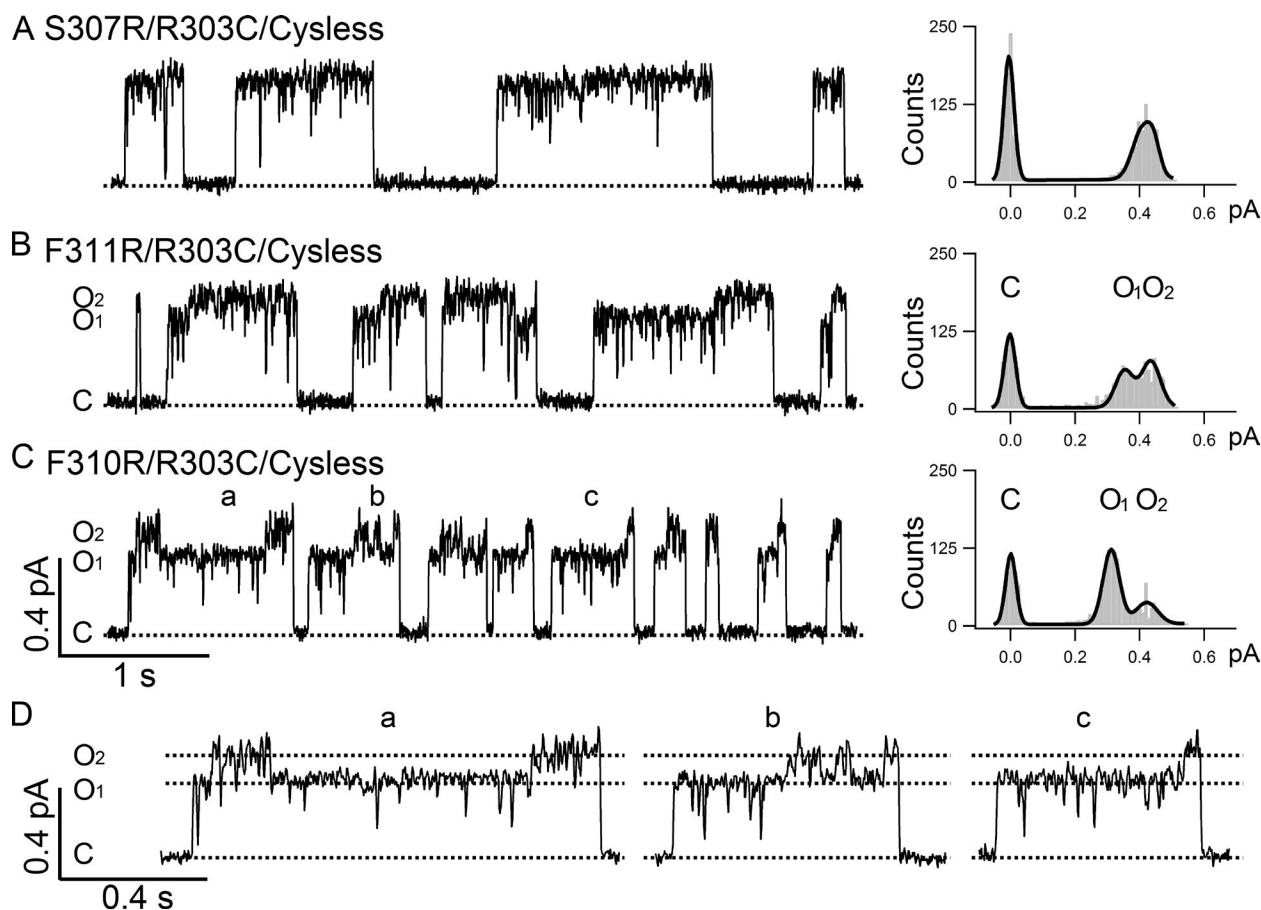 A S307R/R303C/Cysless
250
125
0
Counts
0.0 0.2 0.4 0.6 pA
B F311R/R303C/Cysless
O2
O1
C
250
125
0
Counts
C O1 O2
0.0 0.2 0.4 0.6 pA
C F310R/R303C/Cysless
a b c
O2
O1
C
0.4 pA
1 s
250
125
0
Counts
C O1 O2
0.0 0.2 0.4 0.6 pA
D
a b c
O2
O1
C
0.4 pA
0.4 s